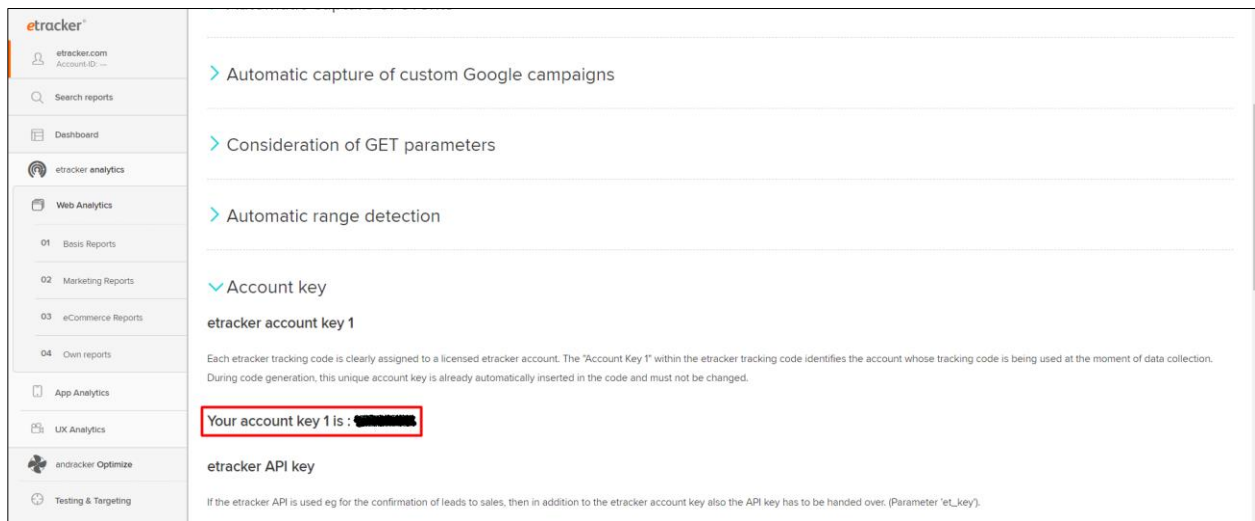 etracker
etracker.com
Account-ID: ---
Search reports
Dashboard
etracker analytics
Web Analytics
01 Basis Reports
02 Marketing Reports
03 eCommerce Reports
04 Own reports
App Analytics
UX Analytics
andracker Optimize
Testing & Targeting
Automatic capture of custom Google campaigns
Consideration of GET parameters
Automatic range detection
Account key
etracker account key 1
Each etracker tracking code is clearly assigned to a licensed etracker account. The "Account Key 1" within the etracker tracking code identifies the account whose tracking code is being used at the moment of data collection.
During code generation, this unique account key is already automatically inserted in the code and must not be changed.
Your account key 1 is :
etracker API key
If the etracker API is used eg for the confirmation of leads to sales, then in addition to the etracker account key also the API key has to be handed over. (Parameter 'et_key').